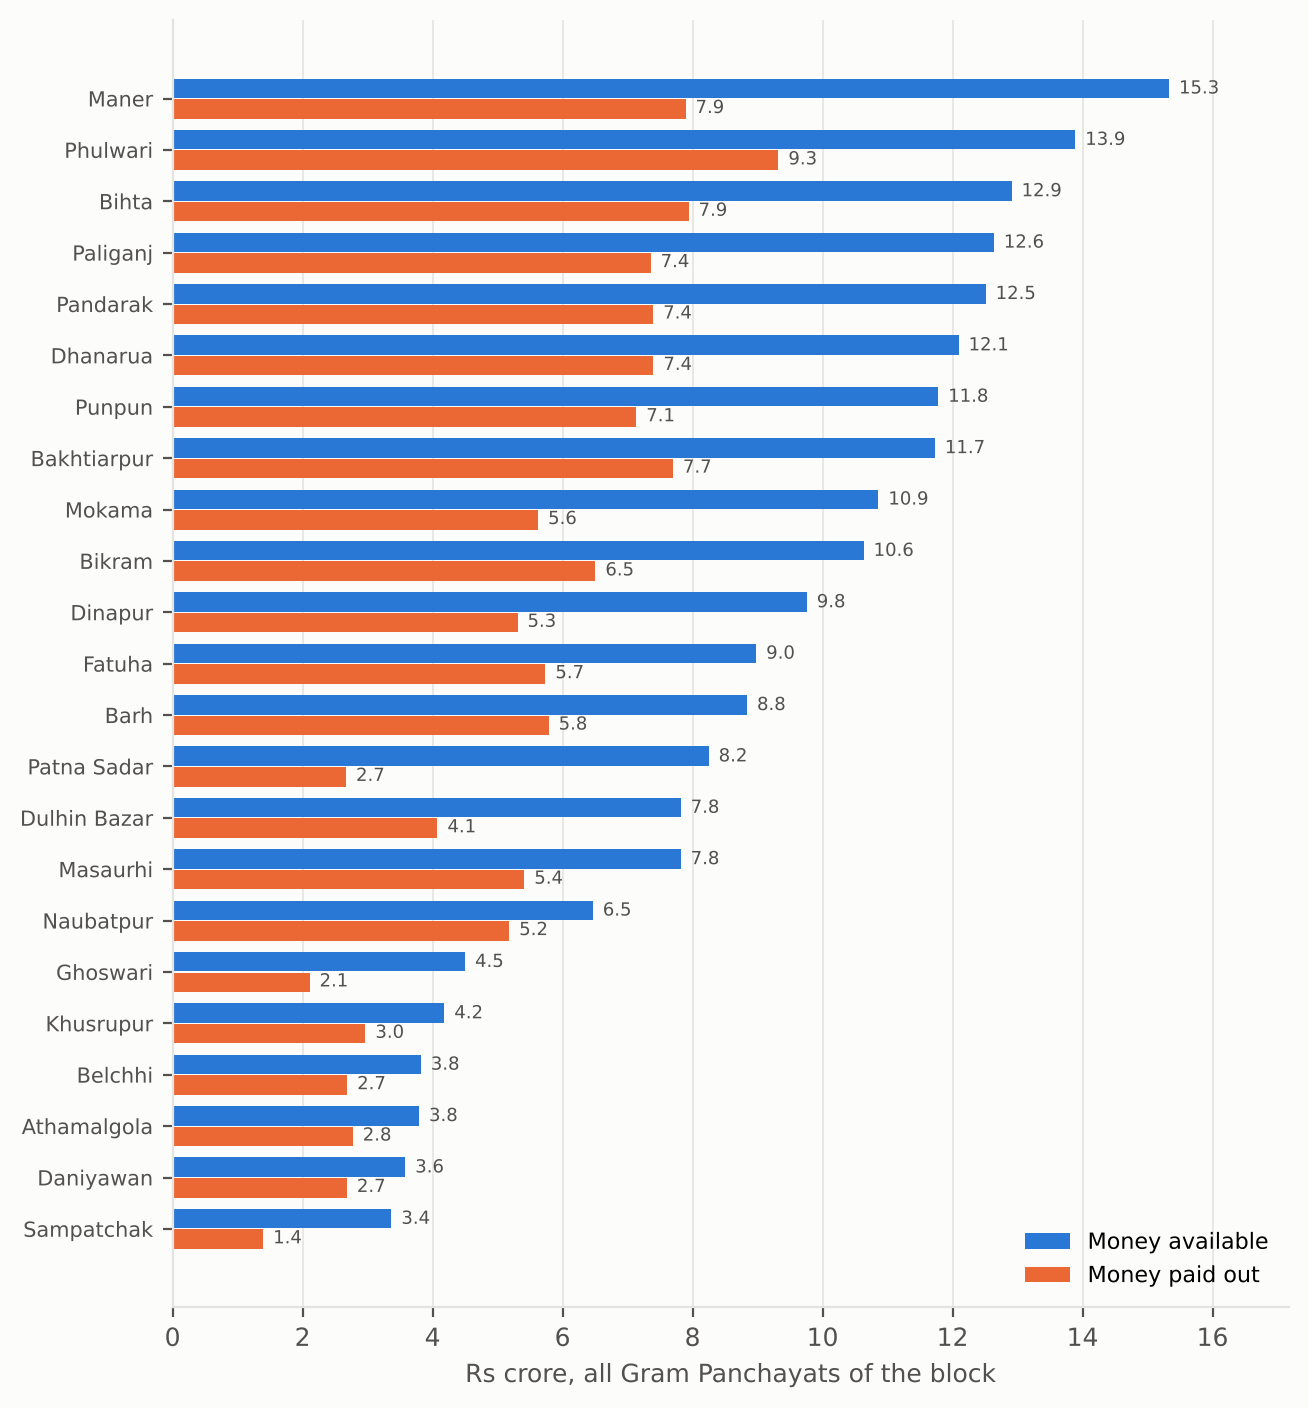 Maner 15.3
7.9
Phulwari 13.9
9.3
Bihta 12.9
7.9
Paliganj 12.6
7.4
Pandarak 12.5
7.4
Dhanarua 12.1
7.4
Punpun 11.8
7.1
Bakhtiarpur 11.7
7.7
Mokama 10.9
5.6
Bikram 10.6
6.5
Dinapur 9.8
5.3
Fatuha 9.0
5.7
Barh 8.8
5.8
Patna Sadar 8.2
2.7
Dulhin Bazar 7.8
4.1
Masaurhi 7.8
5.4
Naubatpur 6.5
5.2
Ghoswari 4.5
2.1
Khusrupur 4.2
3.0
Belchhi 3.8
2.7
Athamalgola 3.8
2.8
Daniyawan 3.6
2.7
Sampatchak 3.4
1.4
Money available
Money paid out
0 2 4 6 8 10 12 14 16
Rs crore, all Gram Panchayats of the block